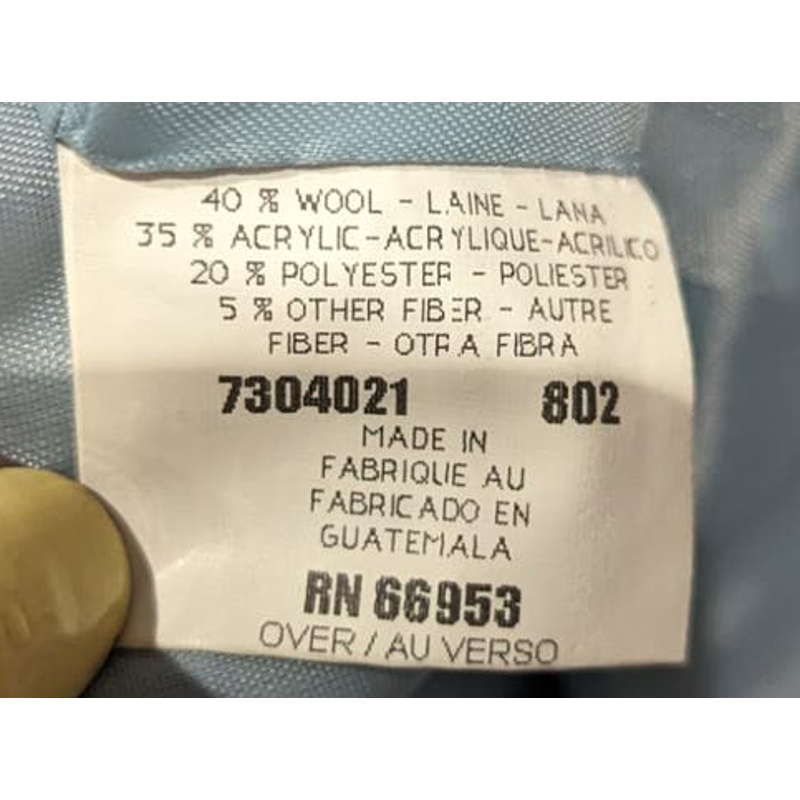 40 % WOOL - LAINE - LANA
35 % ACRYLIC-ACRYLIQUE-ACRILICO
20 % POLYESTER - POLIESTER
5 % OTHER FIBER - AUTRE
FIBER - OTRA FIBRA
7304021 802
MADE IN
FABRIQUE AU
FABRICADO EN
GUATEMALA
RN 66953
OVER / AU VERSO